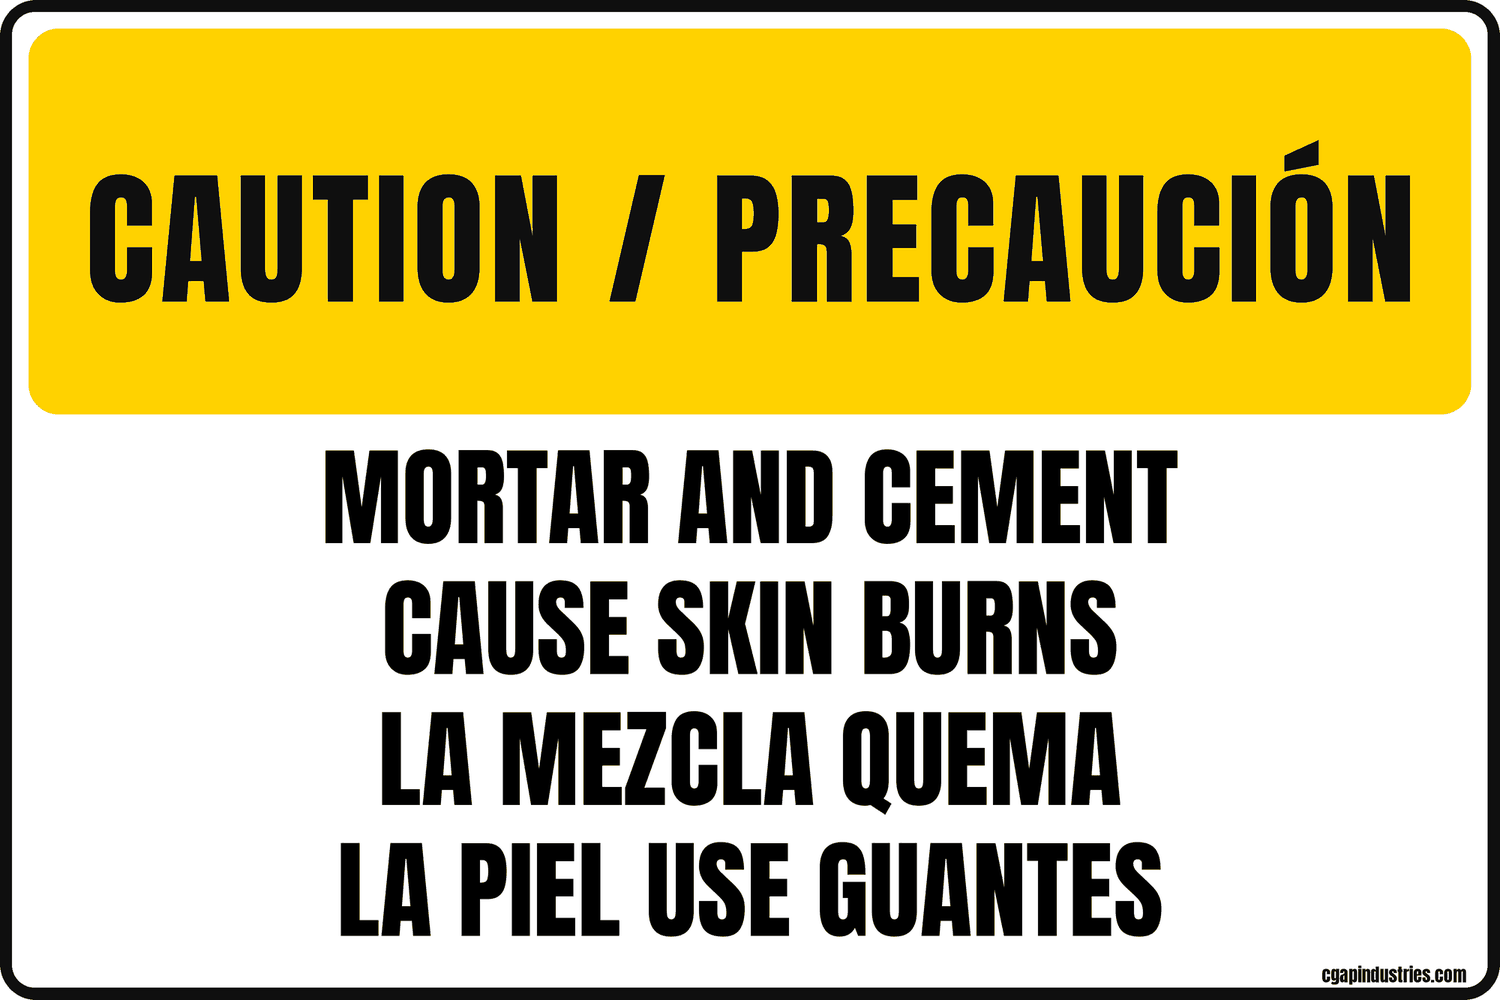 CAUTION / PRECAUCIÓN
MORTAR AND CEMENT
CAUSE SKIN BURNS
LA MEZCLA QUEMA
LA PIEL USE GUANTES
cgapindustries.com